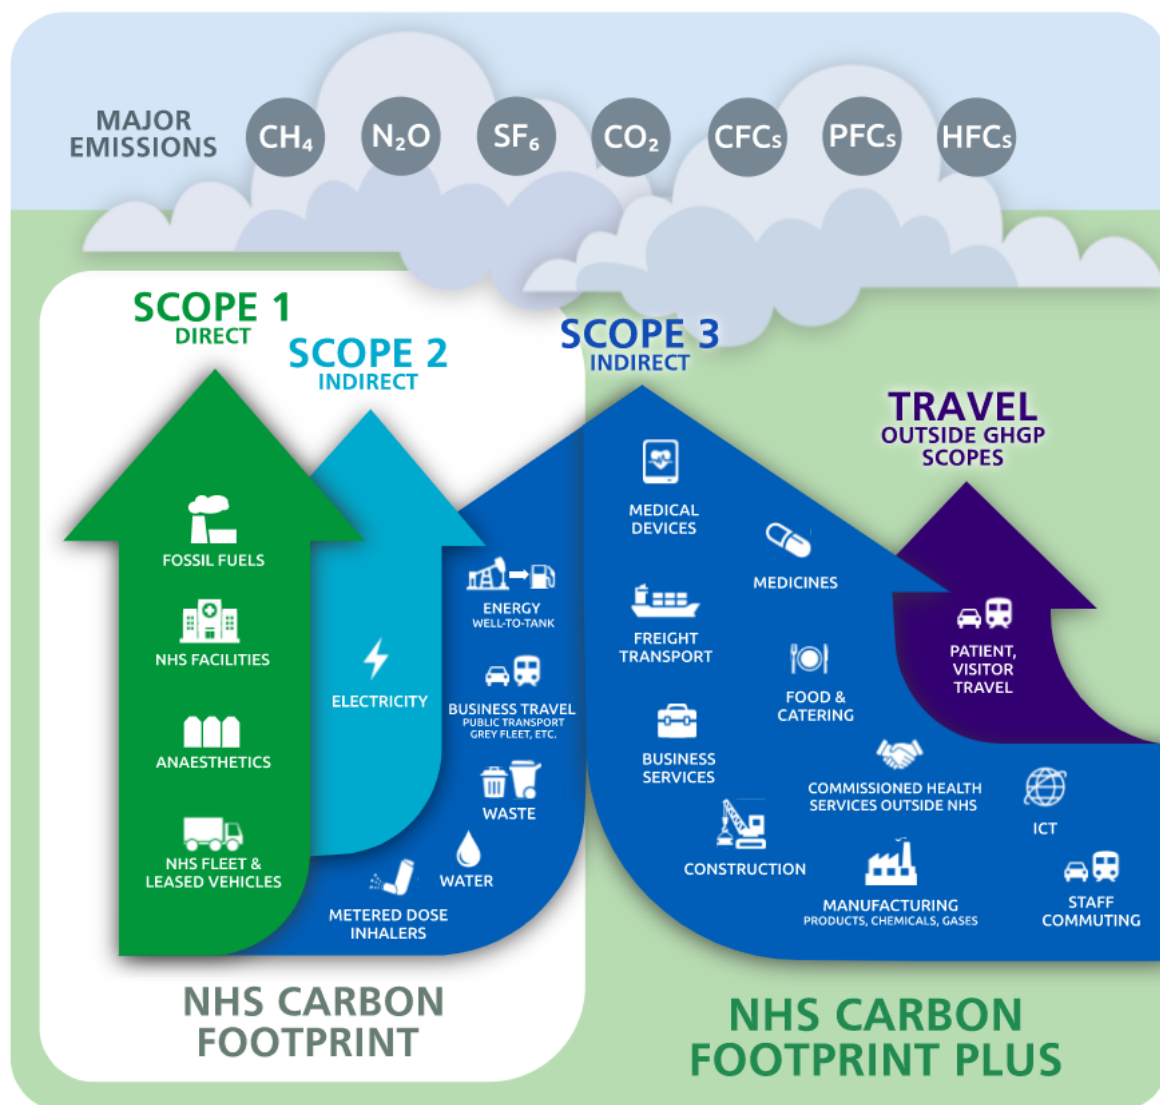 MAJOR
EMISSIONS
CH₄
N₂O
SF₆
CO₂
CFCs
PFCs
HFCs
SCOPE 1
DIRECT
FOSSIL FUELS
NHS FACILITIES
ANAESTHETICS
NHS FLEET &
LEASED VEHICLES
SCOPE 2
INDIRECT
ELECTRICITY
SCOPE 3
INDIRECT
ENERGY
WELL-TO-TANK
BUSINESS TRAVEL
PUBLIC TRANSPORT
GREY FLEET, ETC.
WASTE
WATER
METERED DOSE
INHALERS
MEDICAL
DEVICES
MEDICINES
FREIGHT
TRANSPORT
FOOD &
CATERING
BUSINESS
SERVICES
COMMISSIONED HEALTH
SERVICES OUTSIDE NHS
CONSTRUCTION
MANUFACTURING
PRODUCTS, CHEMICALS, GASES
ICT
STAFF
COMMUTING
TRAVEL
OUTSIDE GHGP
SCOPES
PATIENT,
VISITOR
TRAVEL
NHS CARBON
FOOTPRINT
NHS CARBON
FOOTPRINT PLUS